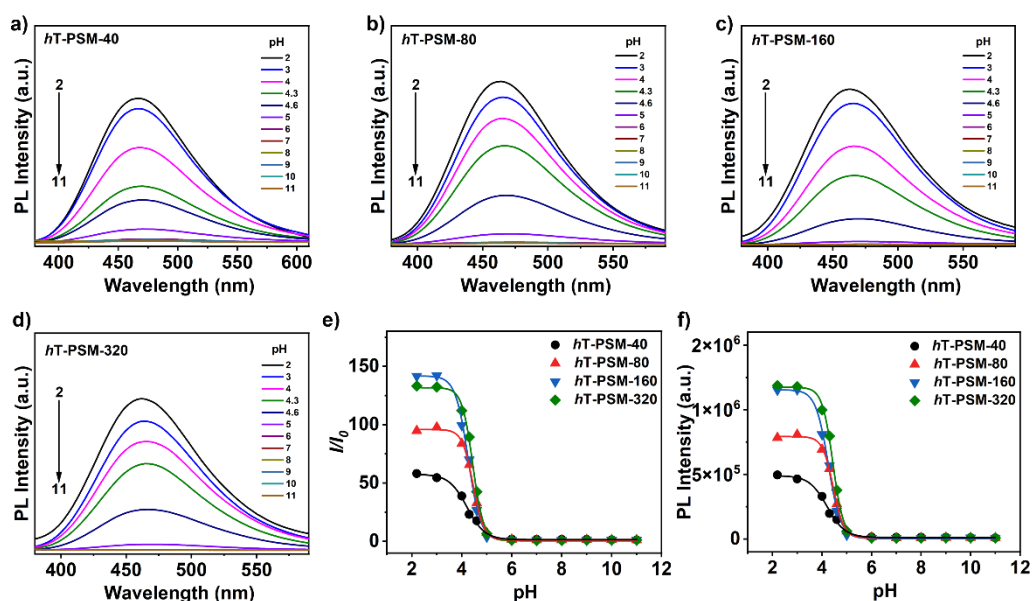 a)
hT-PSM-40
pH
2
3
4
4.3
4.6
5
6
7
8
9
10
11
2
11
PL Intensity (a.u.)
400 450 500 550 600
Wavelength (nm)
b)
hT-PSM-80
pH
2
3
4
4.3
4.6
5
6
7
8
9
10
11
2
11
PL Intensity (a.u.)
400 450 500 550
Wavelength (nm)
c)
hT-PSM-160
pH
2
3
4
4.3
4.6
5
6
7
8
9
10
11
2
11
PL Intensity (a.u.)
400 450 500 550
Wavelength (nm)
d)
hT-PSM-320
pH
2
3
4
4.3
4.6
5
6
7
8
9
10
11
2
11
PL Intensity (a.u.)
400 450 500 550
Wavelength (nm)
e)
hT-PSM-40
hT-PSM-80
hT-PSM-160
hT-PSM-320
150
100
50
0
I/I0
0 2 4 6 8 10 12
pH
f)
hT-PSM-40
hT-PSM-80
hT-PSM-160
hT-PSM-320
2×10⁶
1×10⁶
5×10⁵
0
PL Intensity (a.u.)
0 2 4 6 8 10 12
pH